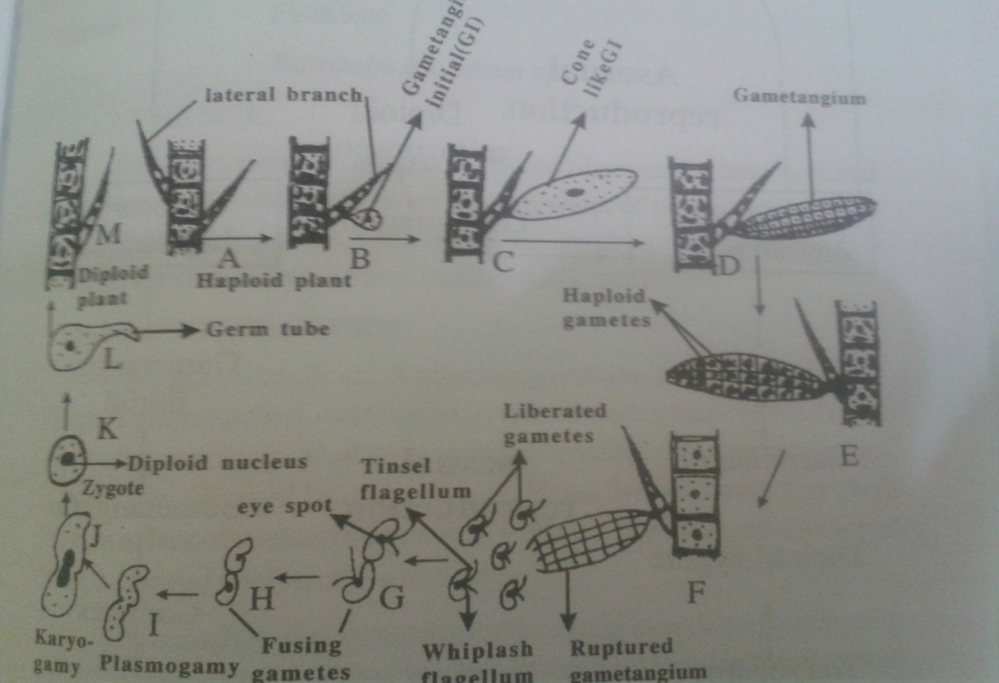 Gametangi
initial(GI)
Cone
likeGI
lateral branch
Gametangium
M
A
B
C
D
Diploid
plant
Haploid plant
Haploid
gametes
Germ tube
L
Liberated
gametes
E
K
Diploid nucleus
Zygote
Tinsel
flagellum
eye spot
J
H
G
F
I
Karyo-
gamy
Plasmogamy
Fusing
gametes
Whiplash
flagellum
Ruptured
gametangium